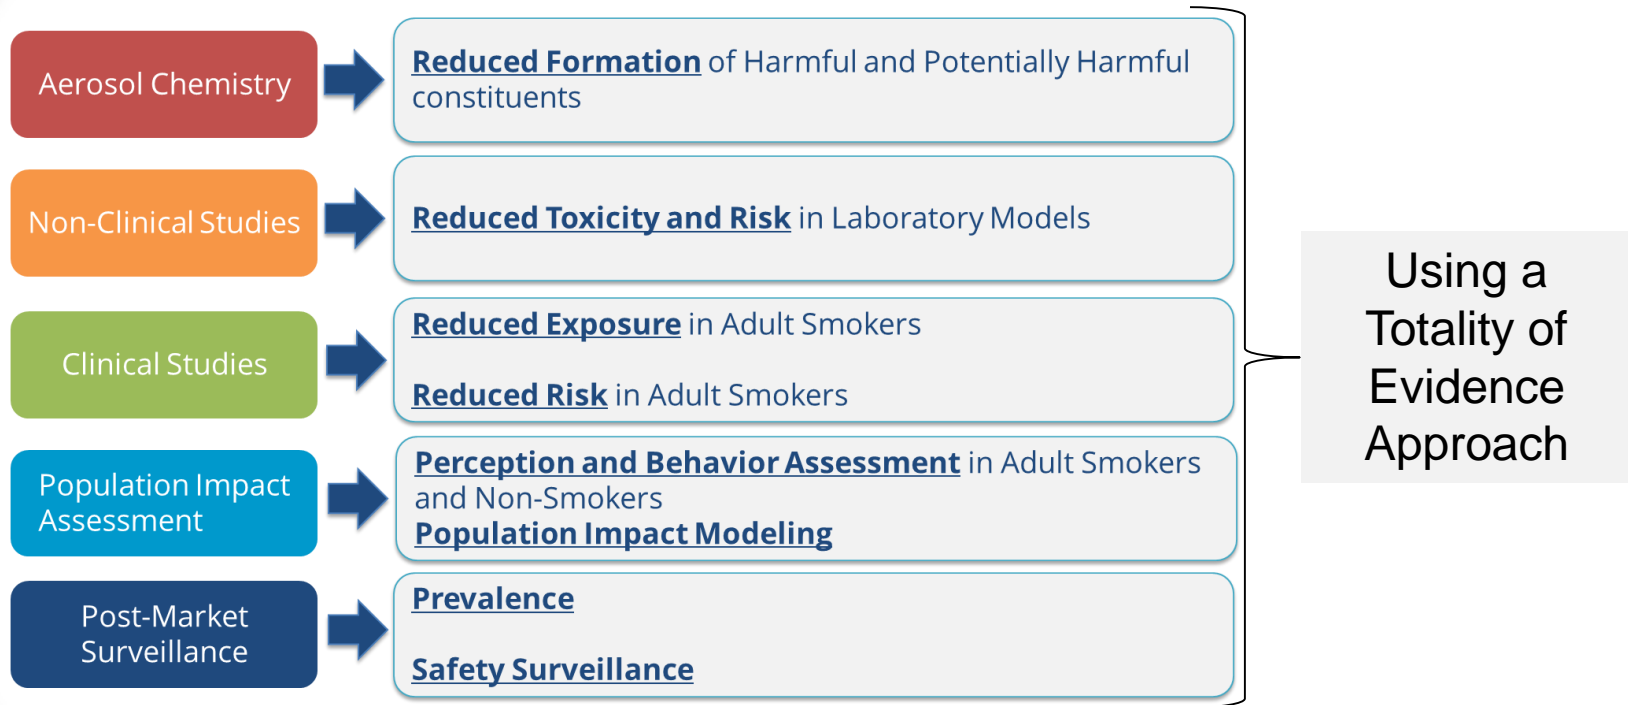 Aerosol Chemistry
Reduced Formation of Harmful and Potentially Harmful
constituents
Non-Clinical Studies
Reduced Toxicity and Risk in Laboratory Models
Clinical Studies
Reduced Exposure in Adult Smokers
Reduced Risk in Adult Smokers
Population Impact
Assessment
Perception and Behavior Assessment in Adult Smokers
and Non-Smokers
Population Impact Modeling
Post-Market
Surveillance
Prevalence
Safety Surveillance
Using a
Totality of
Evidence
Approach